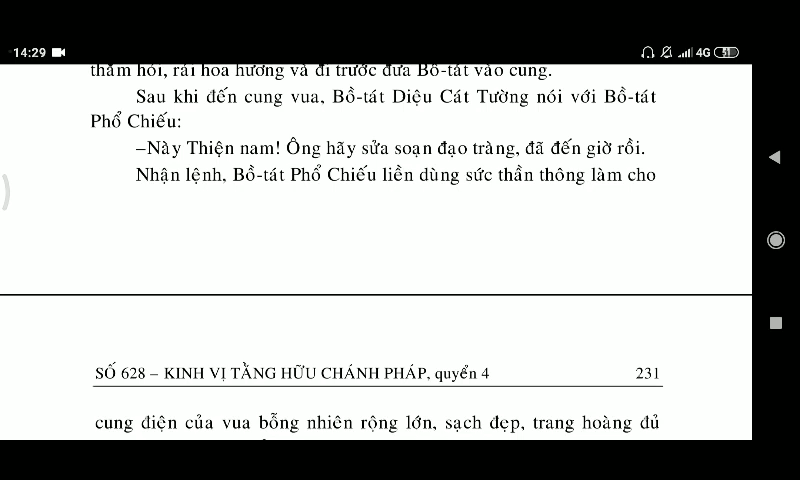 14:29
4G 51
thăm hỏi, rải hoa hương và đi trước đưa Bồ-tát vào cung.
Sau khi đến cung vua, Bồ-tát Diệu Cát Tường nói với Bồ-tát
Phổ Chiếu:
–Này Thiện nam! Ông hãy sửa soạn đạo tràng, đã đến giờ rồi.
Nhận lệnh, Bồ-tát Phổ Chiếu liền dùng sức thần thông làm cho
SỐ 628 – KINH VỊ TẰNG HỮU CHÁNH PHÁP, quyển 4 231
cung điện của vua bỗng nhiên rộng lớn, sạch đẹp, trang hoàng đủ